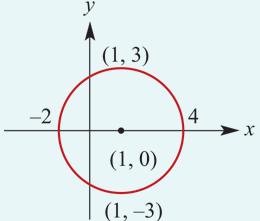 y
(1, 3)
–2
4
x
(1, 0)
(1, –3)